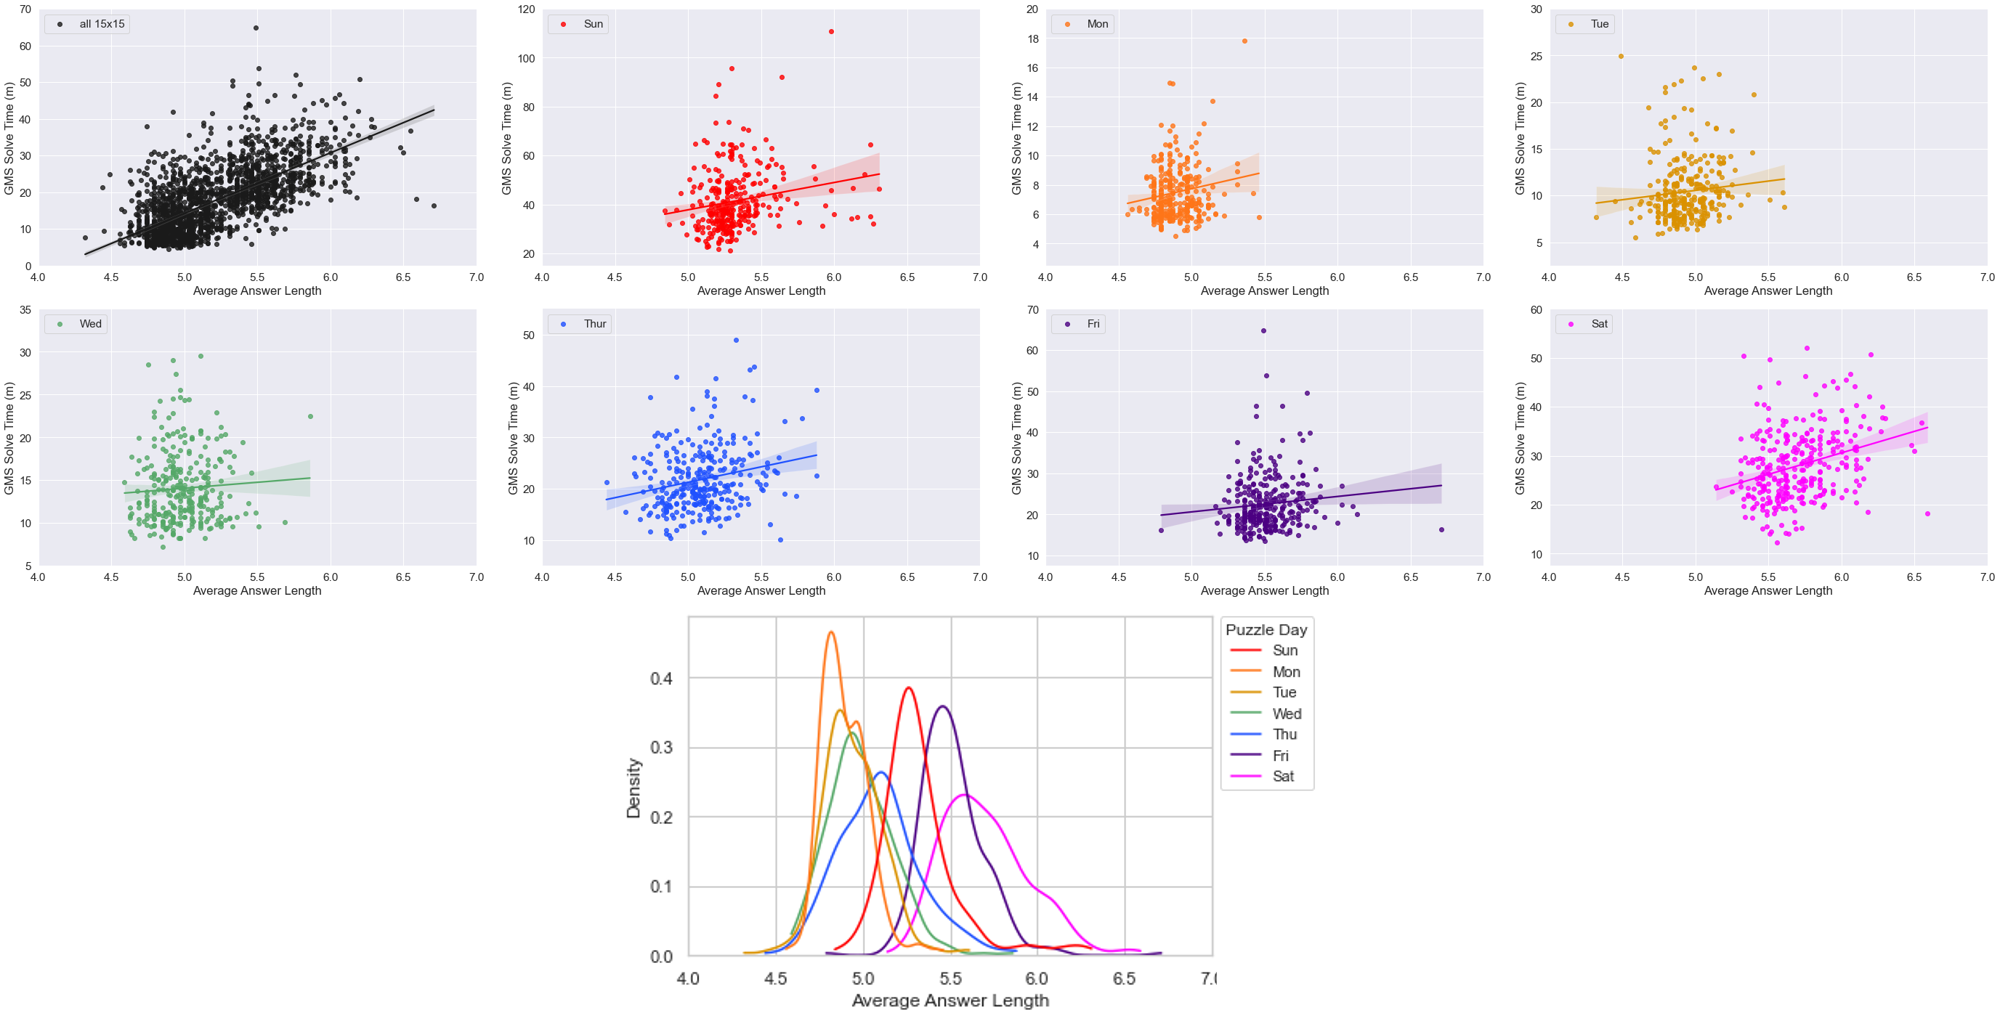 all 15x15
GMS Solve Time (m)
0 10 20 30 40 50 60 70
4.0 4.5 5.0 5.5 6.0 6.5 7.0
Average Answer Length
Sun
GMS Solve Time (m)
20 40 60 80 100 120
4.0 4.5 5.0 5.5 6.0 6.5 7.0
Average Answer Length
Mon
GMS Solve Time (m)
4 6 8 10 12 14 16 18 20
4.0 4.5 5.0 5.5 6.0 6.5 7.0
Average Answer Length
Tue
GMS Solve Time (m)
5 10 15 20 25 30
4.0 4.5 5.0 5.5 6.0 6.5 7.0
Average Answer Length
Wed
GMS Solve Time (m)
5 10 15 20 25 30 35
4.0 4.5 5.0 5.5 6.0 6.5 7.0
Average Answer Length
Thur
GMS Solve Time (m)
10 20 30 40 50
4.0 4.5 5.0 5.5 6.0 6.5 7.0
Average Answer Length
Fri
GMS Solve Time (m)
10 20 30 40 50 60 70
4.0 4.5 5.0 5.5 6.0 6.5 7.0
Average Answer Length
Sat
GMS Solve Time (m)
10 20 30 40 50 60
4.0 4.5 5.0 5.5 6.0 6.5 7.0
Average Answer Length
Density
0.0 0.1 0.2 0.3 0.4
4.0 4.5 5.0 5.5 6.0 6.5 7.0
Average Answer Length
Puzzle Day
Sun
Mon
Tue
Wed
Thu
Fri
Sat